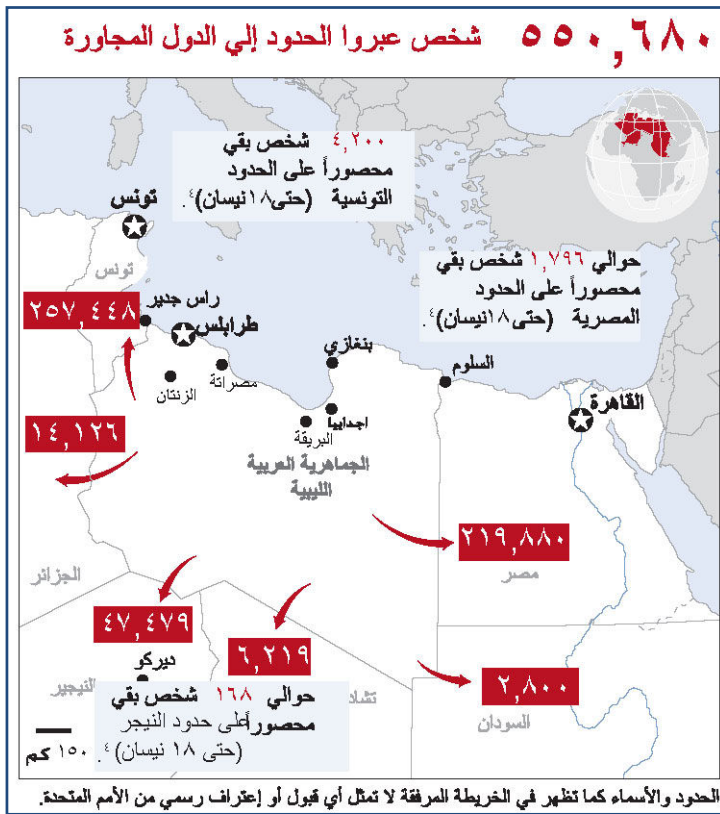 ٥٥٠,٦٨٠ شخص عبروا الحدود إلي الدول المجاورة
٤,٢٠٠ شخص بقي
محصوراً على الحدود
التونسية (حتى١٨نيسان)٤.
تونس
تونس
حوالي ١,٧٩٦ شخص بقي
محصوراً على الحدود
المصرية (حتى١٨نيسان)٤.
راس جدير
٢٥٧,٤٤٨
طرابلس
بنغازي
السلوم
مصراتة
الزنتان
القاهرة
اجدابيا
البريقة
١٤,١٢٦
الجماهرية العربية
الليبية
٢١٩,٨٨٠
مصر
الجزائر
٤٧,٤٧٩
٦,٢١٩
ديركو
النيجير
تشاد
٢,٨٠٠
السودان
حوالي ١٦٨ شخص بقي
محصوراً على حدود النيجر
(حتى ١٨ نيسان)٤.
١٥٠ كم
الحدود والأسماء كما تظهر في الخريطة المرفقة لا تمثل أي قبول أو إعتراف رسمي من الأمم المتحدة.